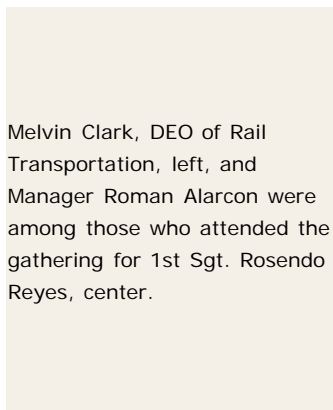 Melvin Clark, DEO of Rail
Transportation, left, and
Manager Roman Alarcon were
among those who attended the
gathering for 1st Sgt. Rosendo
Reyes, center.